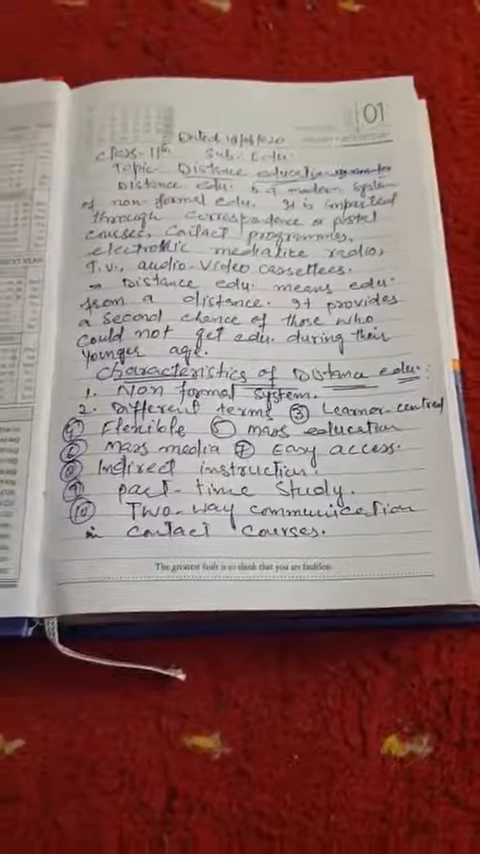 01
Dated
Class-11th Sub: Edu.
Topic- Distance education
Distance edu. is a modern system
of non-formal edu. It is imparted
through correspondence or postal
courses, contact programmes,
electronic media like radio,
T.V., audio-video cassettees.
Distance edu. means edu.
from a distance. It provides
a second chance of those who
could not get edu. during their
younger age.
Characteristics of Distance edu.:
1. Non formal system.
2. Different terms ③ Learner-centred
④ Flexible ⑤ mass education
⑥ Mass media ⑦ Easy access.
⑧ Indirect instruction.
⑨ part-time study.
⑩ Two-way communication
in contact courses.
The greatest fault is to think that you are faultless.